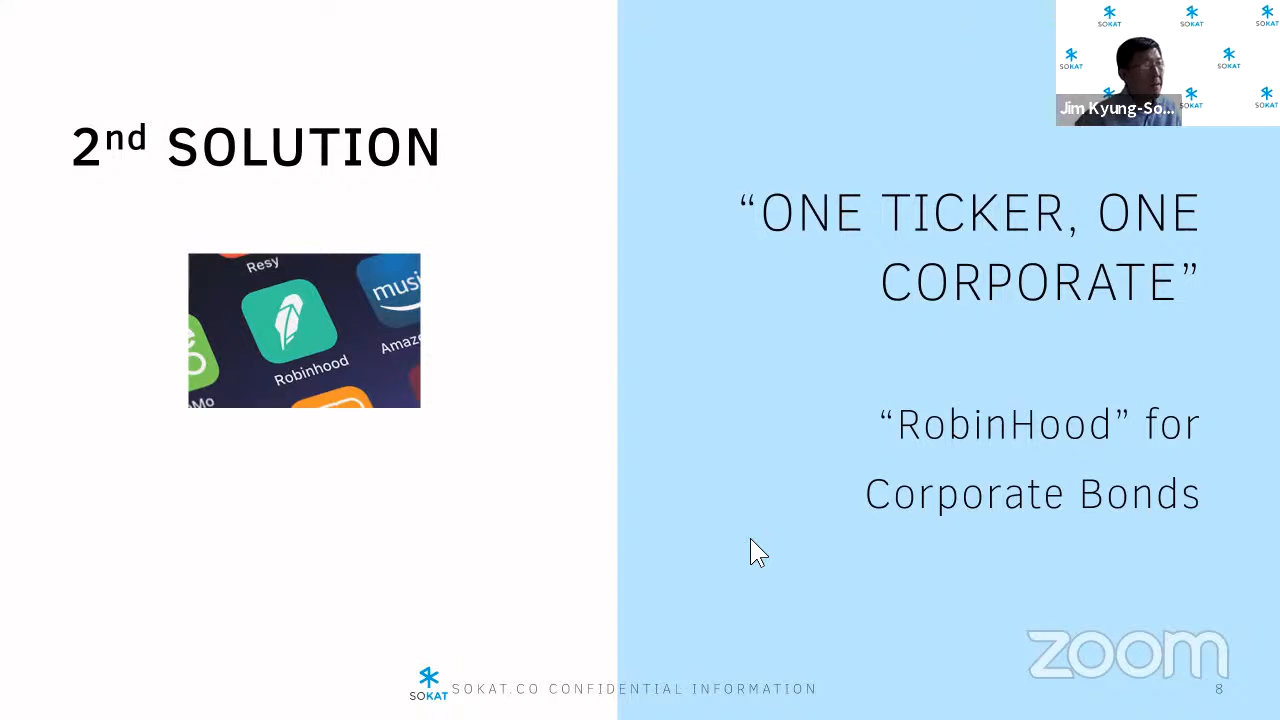 SOKAT
SOKAT
SOKAT
SOKAT
SOKAT
SOKAT
SOKAT
Jim Kyung-So...
2nd SOLUTION
“ONE TICKER, ONE
CORPORATE”
Resy
music
Amaz
Robinhood
Mo
“RobinHood” for
Corporate Bonds
zoom
SOKAT
SOKAT.CO CONFIDENTIAL INFORMATION
8